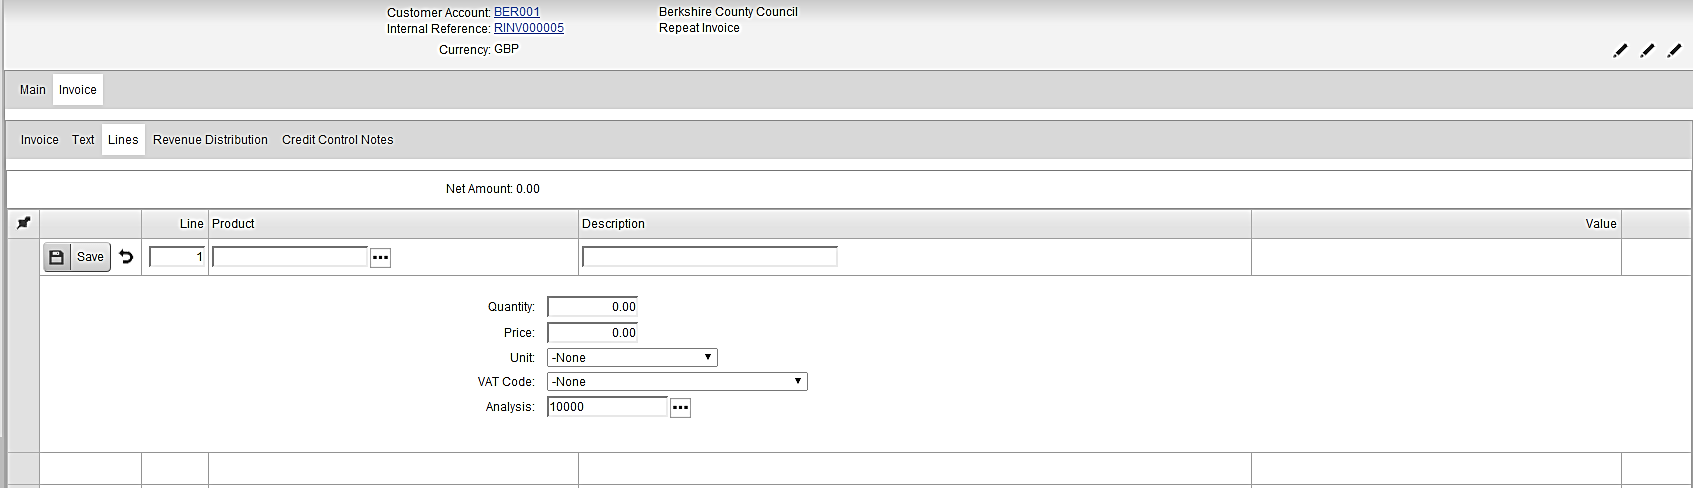 Customer Account: BER001 Berkshire County Council
Internal Reference: RINV000005 Repeat Invoice
Currency: GBP
Main Invoice
Invoice Text Lines Revenue Distribution Credit Control Notes
Net Amount: 0.00
Line Product Description Value
Save 1
Quantity: 0.00
Price: 0.00
Unit: -None
VAT Code: -None
Analysis: 10000